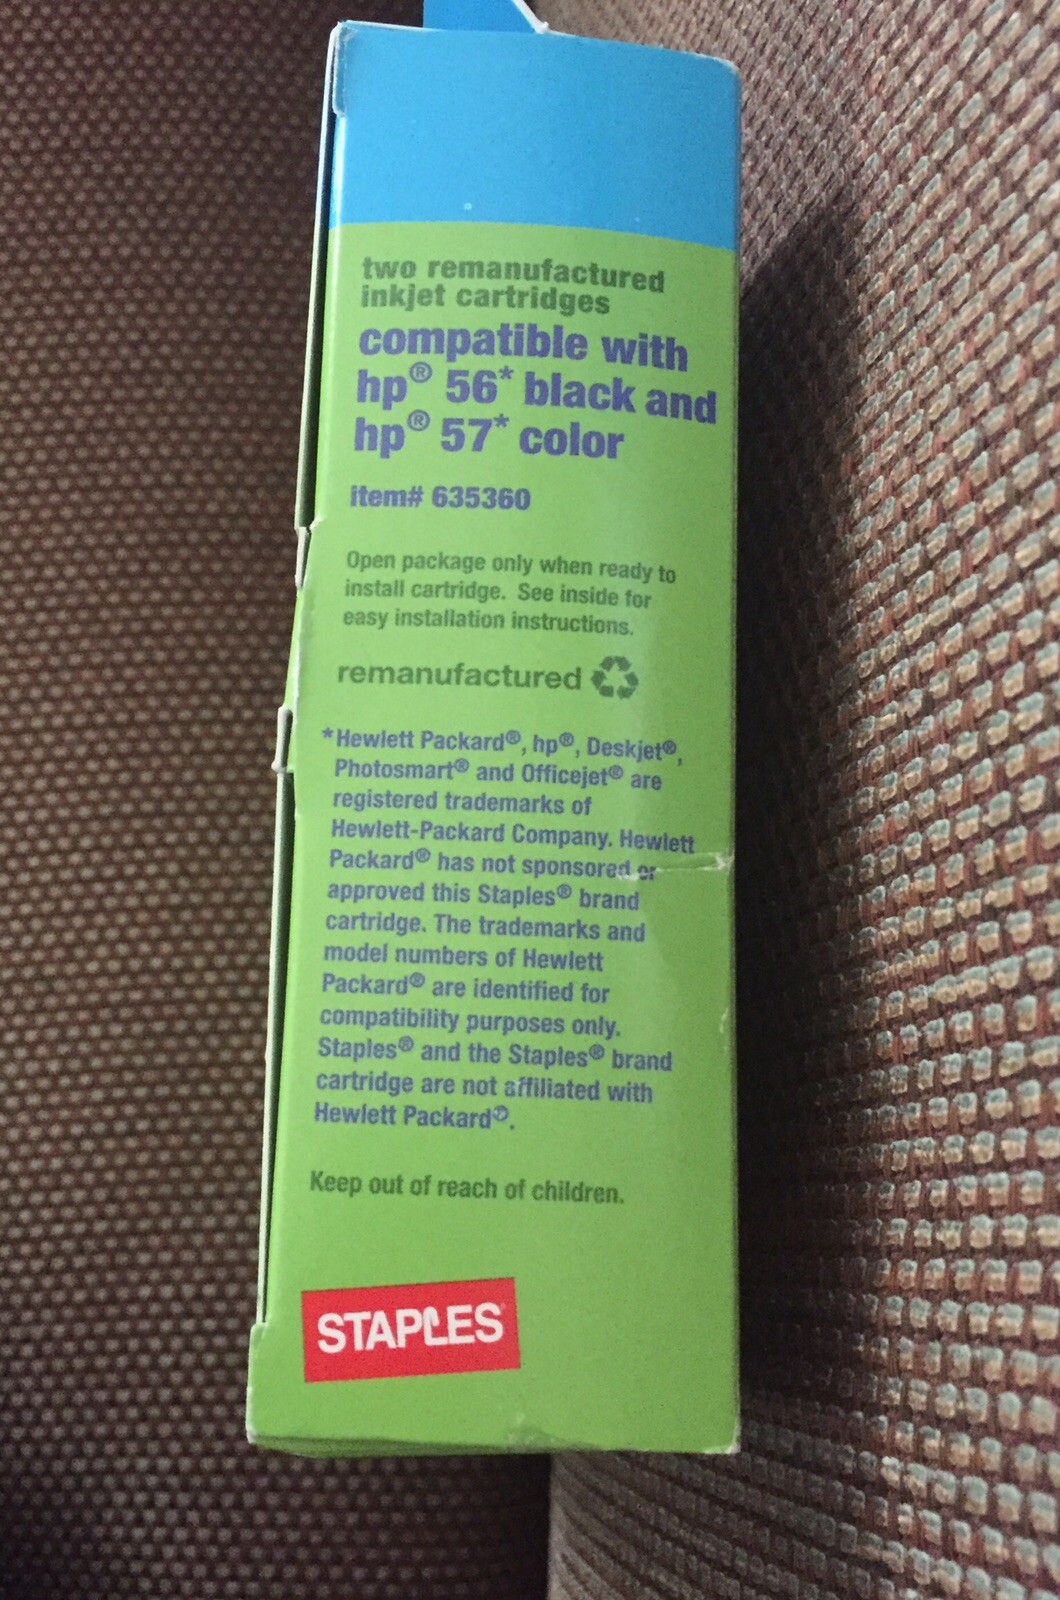 two remanufactured
inkjet cartridges
compatible with
hp® 56* black and
hp® 57* color
item# 635360
Open package only when ready to
install cartridge. See inside for
easy installation instructions.
remanufactured
*Hewlett Packard®, hp®, Deskjet®,
Photosmart® and Officejet® are
registered trademarks of
Hewlett-Packard Company. Hewlett
Packard® has not sponsored or
approved this Staples® brand
cartridge. The trademarks and
model numbers of Hewlett
Packard® are identified for
compatibility purposes only.
Staples® and the Staples® brand
cartridge are not affiliated with
Hewlett Packard®.
Keep out of reach of children.
STAPLES